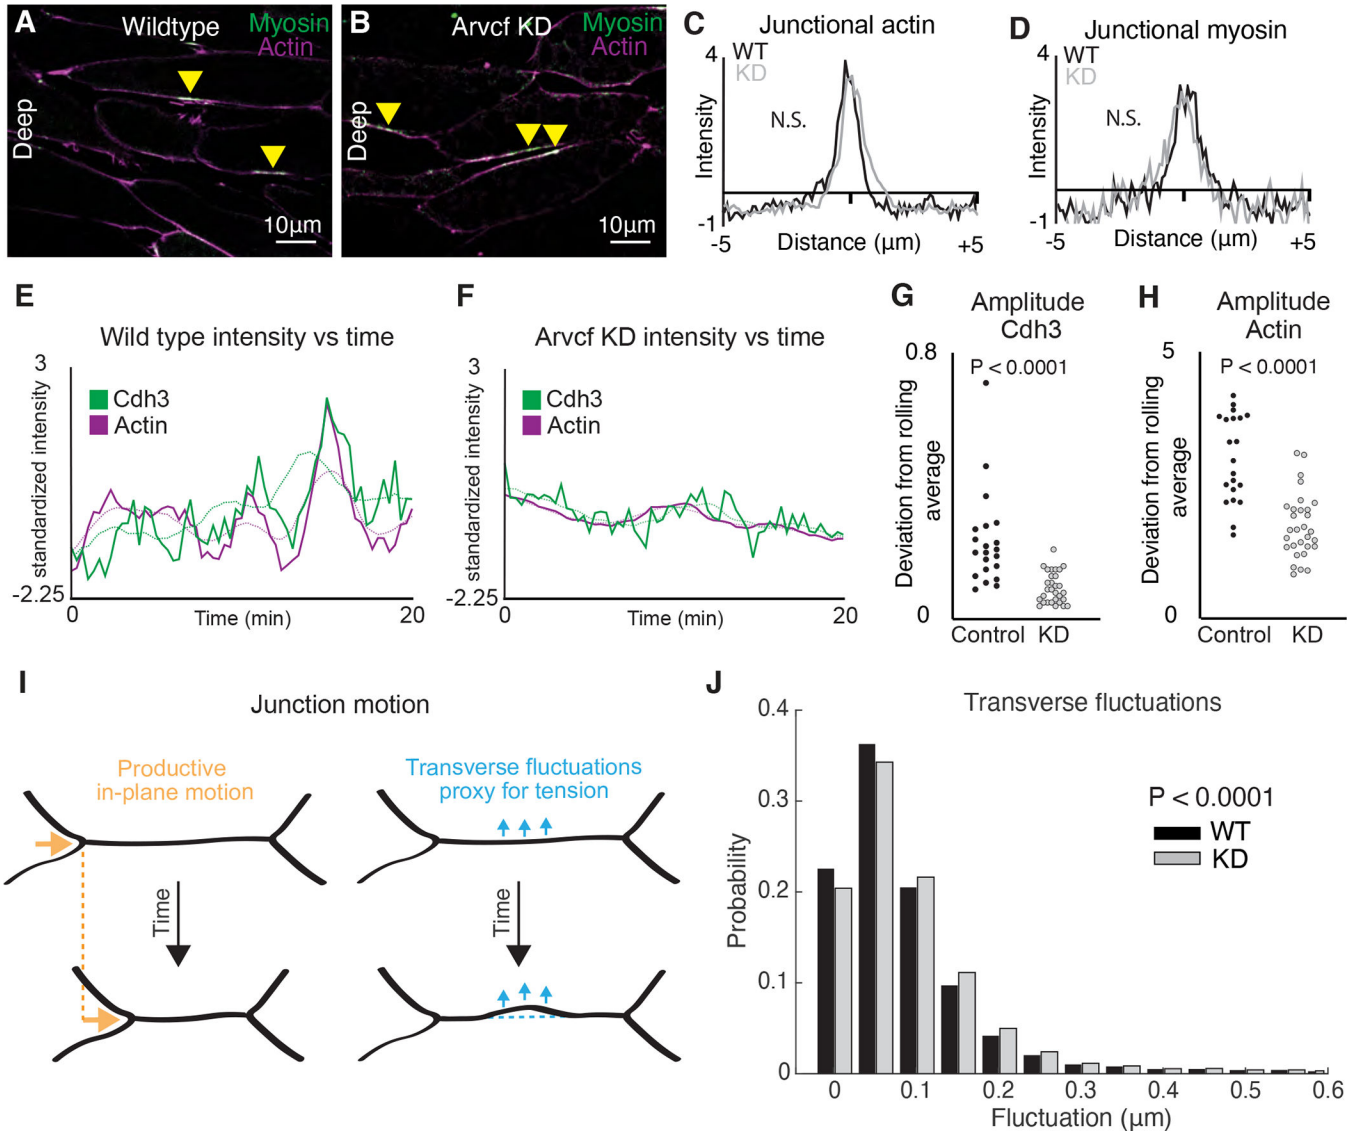 A
Wildtype
Myosin
Actin
Deep
10µm
B
Arvcf KD
Myosin
Actin
Deep
10µm
C
Junctional actin
4
WT
KD
N.S.
Intensity
-1
-5
Distance (µm)
+5
D
Junctional myosin
4
WT
KD
N.S.
Intensity
-1
-5
Distance (µm)
+5
E
Wild type intensity vs time
3
Cdh3
Actin
standardized intensity
-2.25
0
Time (min)
20
F
Arvcf KD intensity vs time
3
Cdh3
Actin
standardized intensity
-2.25
0
Time (min)
20
G
Amplitude
Cdh3
0.8
P < 0.0001
Deviation from rolling
average
0
Control
KD
H
Amplitude
Actin
5
P < 0.0001
Deviation from rolling
average
0
Control
KD
I
Junction motion
Productive
in-plane motion
Transverse fluctuations
proxy for tension
Time
Time
J
Transverse fluctuations
0.4
0.3
0.2
0.1
0
Probability
P < 0.0001
WT
KD
0
0.1
0.2
0.3
0.4
0.5
0.6
Fluctuation (µm)